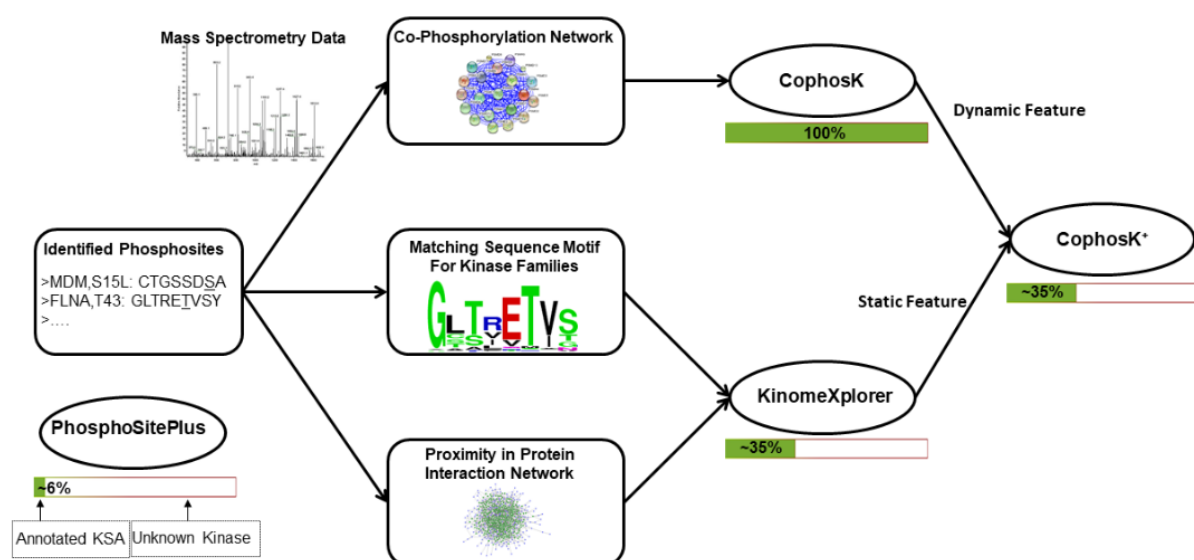 Mass Spectrometry Data
Co-Phosphorylation Network
CophosK
100%
Dynamic Feature
Identified Phosphosites
>MDM,S15L: CTGSSDSA
>FLNA,T43: GLTRETVSY
>....
Matching Sequence Motif
For Kinase Families
GLTRETVS
CophosK+
~35%
Static Feature
KinomeXplorer
~35%
PhosphoSitePlus
~6%
Annotated KSA
Unknown Kinase
Proximity in Protein
Interaction Network